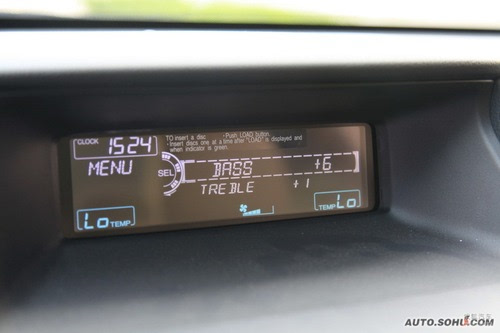 CLOCK 15:24
TO insert a disc - Push LOAD button.
- Insert discs one at a time after "LOAD" is displayed and
when indicator is green.
MENU
SEL
BASS +6
TREBLE +1
Lo TEMP
TEMP Lo
AUTO.SOHU.COM